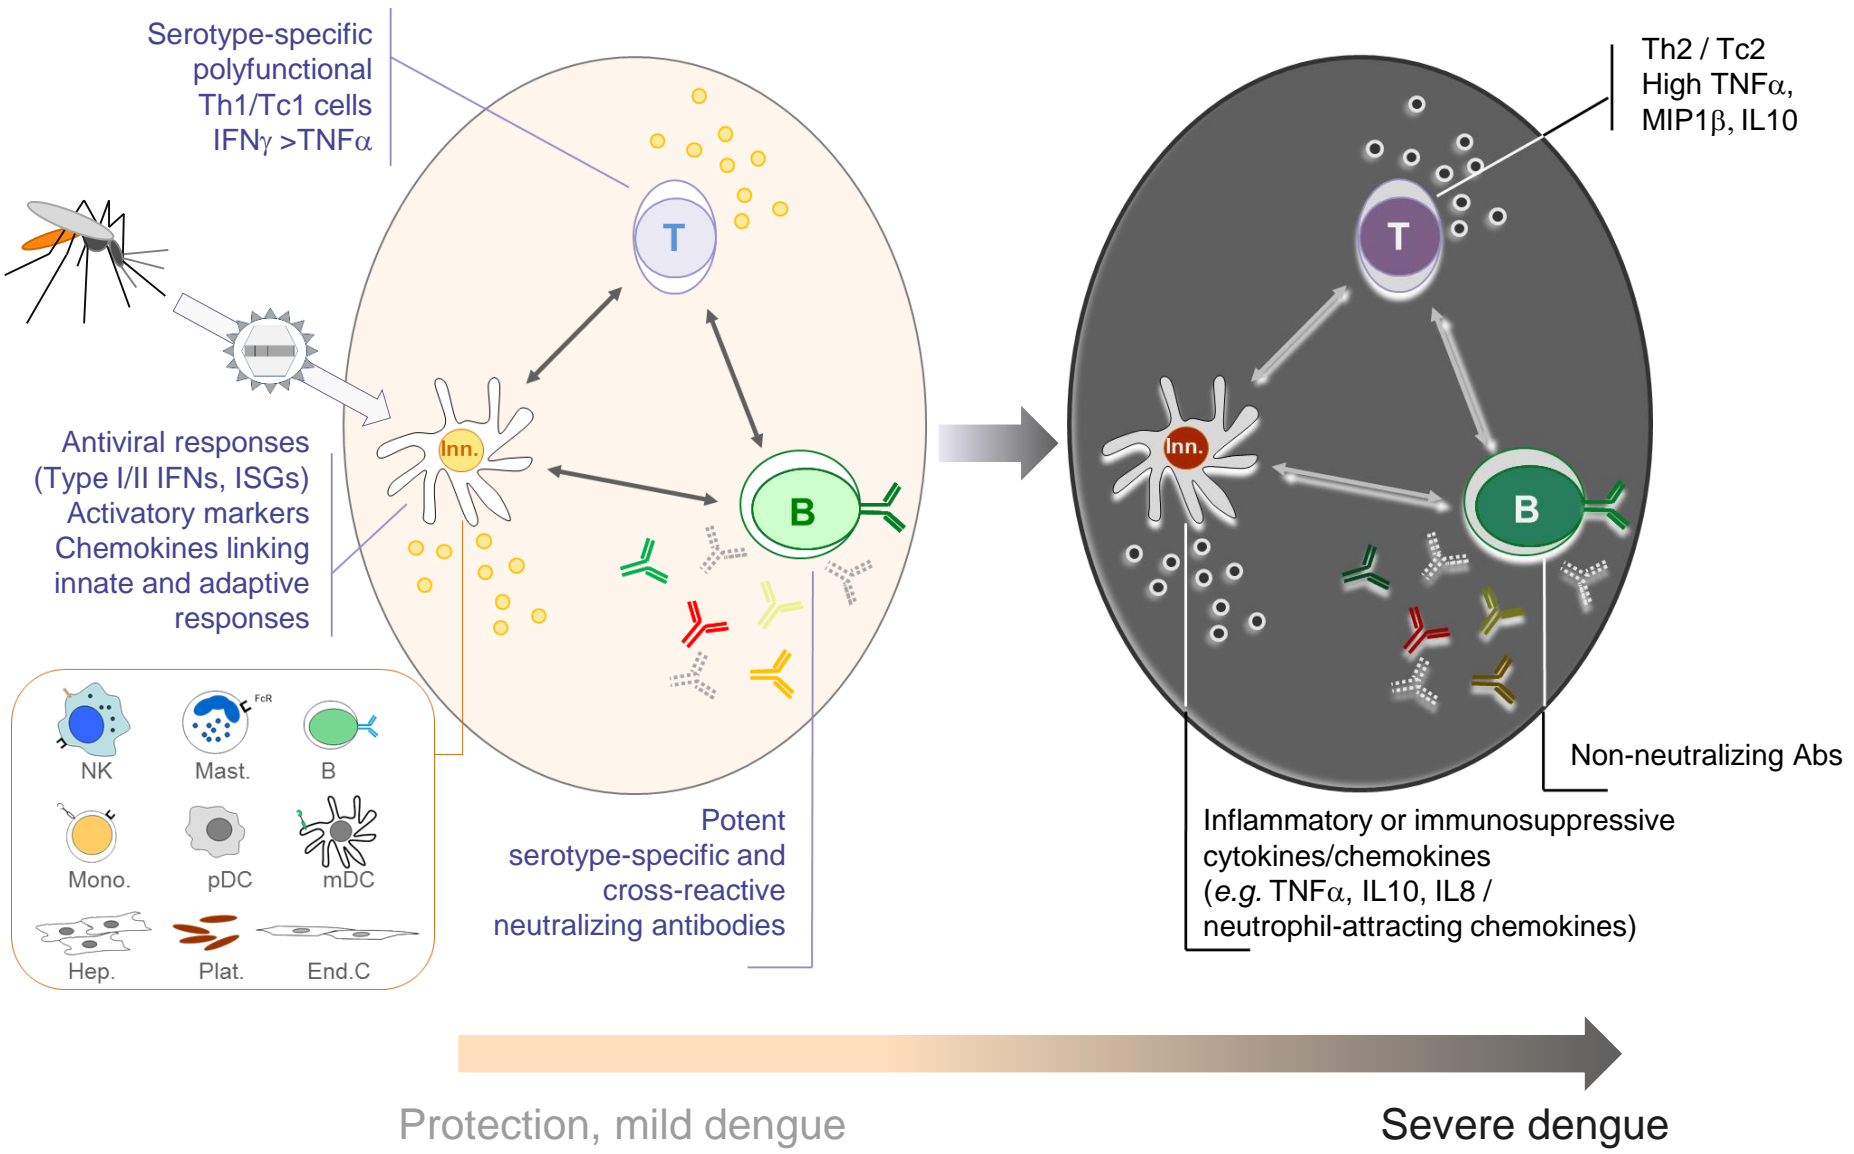 Serotype-specific
polyfunctional
Th1/Tc1 cells
IFNγ >TNFα
T
Antiviral responses
(Type I/II IFNs, ISGs)
Activatory markers
Chemokines linking
innate and adaptive
responses
Inn.
B
NK
FcR
Mast.
B
Mono.
pDC
mDC
Hep.
Plat.
End.C
Potent
serotype-specific and
cross-reactive
neutralizing antibodies
Th2 / Tc2
High TNFα,
MIP1β, IL10
T
Inn.
B
Non-neutralizing Abs
Inflammatory or immunosuppressive
cytokines/chemokines
(e.g. TNFα, IL10, IL8 /
neutrophil-attracting chemokines)
Protection, mild dengue
Severe dengue